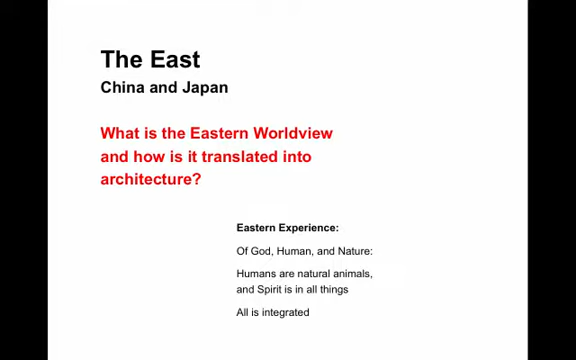 The East
China and Japan
What is the Eastern Worldview
and how is it translated into
architecture?
Eastern Experience:
Of God, Human, and Nature:
Humans are natural animals,
and Spirit is in all things
All is integrated